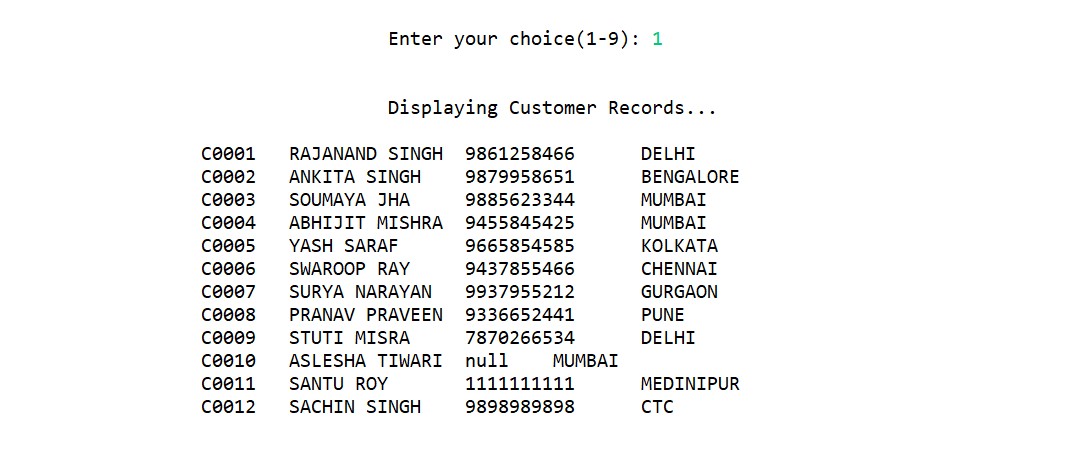 Enter your choice(1-9): 1
Displaying Customer Records...
C0001 RAJANAND SINGH 9861258466 DELHI
C0002 ANKITA SINGH 9879958651 BENGALORE
C0003 SOUMAYA JHA 9885623344 MUMBAI
C0004 ABHIJIT MISHRA 9455845425 MUMBAI
C0005 YASH SARAF 9665854585 KOLKATA
C0006 SWAROOP RAY 9437855466 CHENNAI
C0007 SURYA NARAYAN 9937955212 GURGAON
C0008 PRANAV PRAVEEN 9336652441 PUNE
C0009 STUTI MISRA 7870266534 DELHI
C0010 ASLESHA TIWARI null MUMBAI
C0011 SANTU ROY 1111111111 MEDINIPUR
C0012 SACHIN SINGH 9898989898 CTC